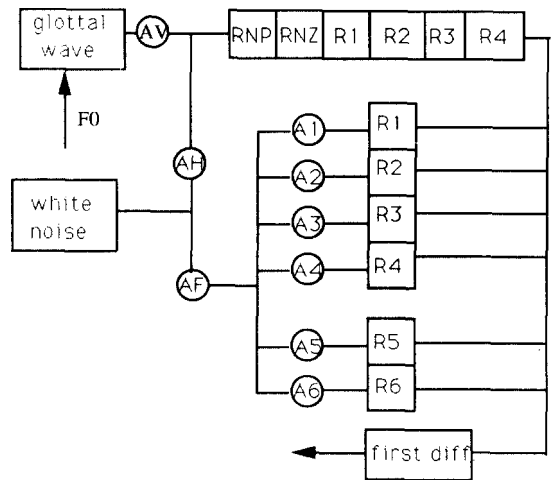 glottal
wave
AV
RNP RNZ R1 R2 R3 R4
F0
A1 R1
AH
A2 R2
white
noise
A3 R3
A4 R4
AF
A5 R5
A6 R6
first diff